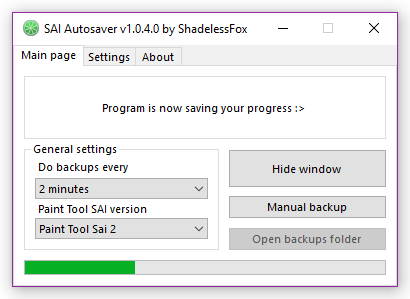 SAI Autosaver v1.0.4.0 by ShadelessFox
Main page Settings About
Program is now saving your progress :>
General settings
Do backups every
2 minutes
Paint Tool SAI version
Paint Tool Sai 2
Hide window
Manual backup
Open backups folder